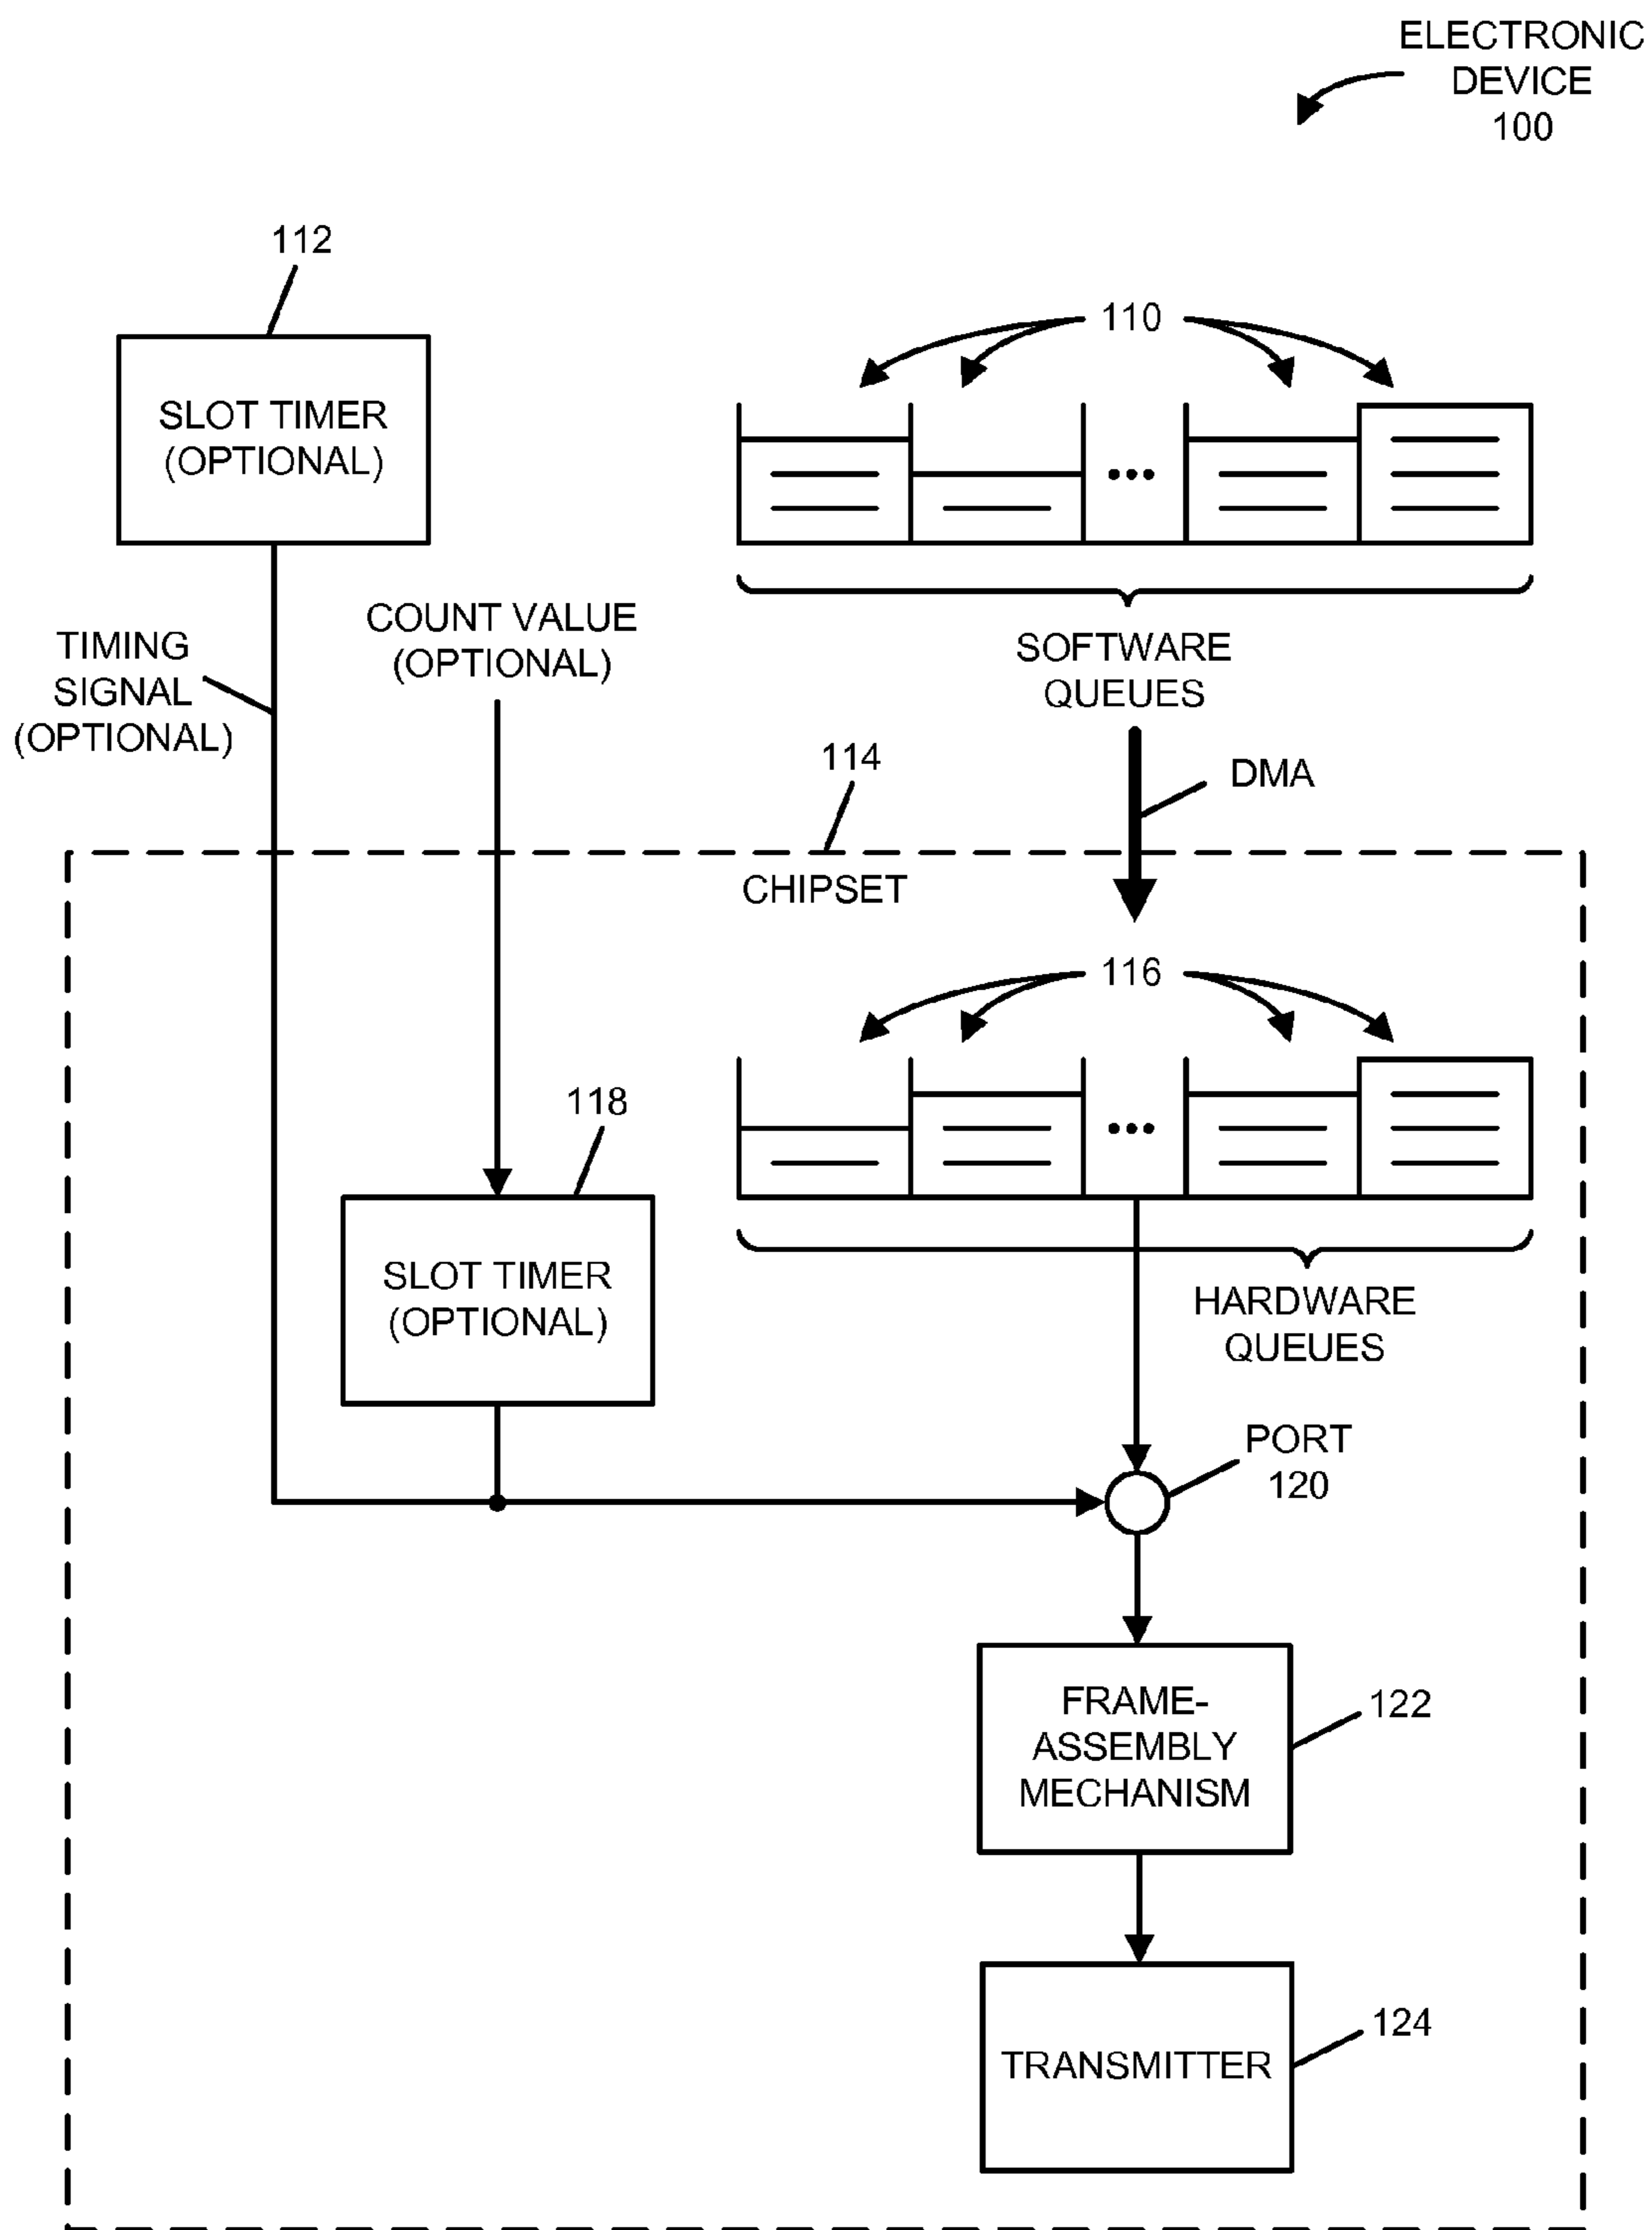 ELECTRONIC
DEVICE
100
112
110
SLOT TIMER
(OPTIONAL)
COUNT VALUE
(OPTIONAL)
TIMING
SIGNAL
(OPTIONAL)
SOFTWARE
QUEUES
114
DMA
CHIPSET
116
118
SLOT TIMER
(OPTIONAL)
HARDWARE
QUEUES
PORT
120
FRAME-
ASSEMBLY
MECHANISM
122
TRANSMITTER
124